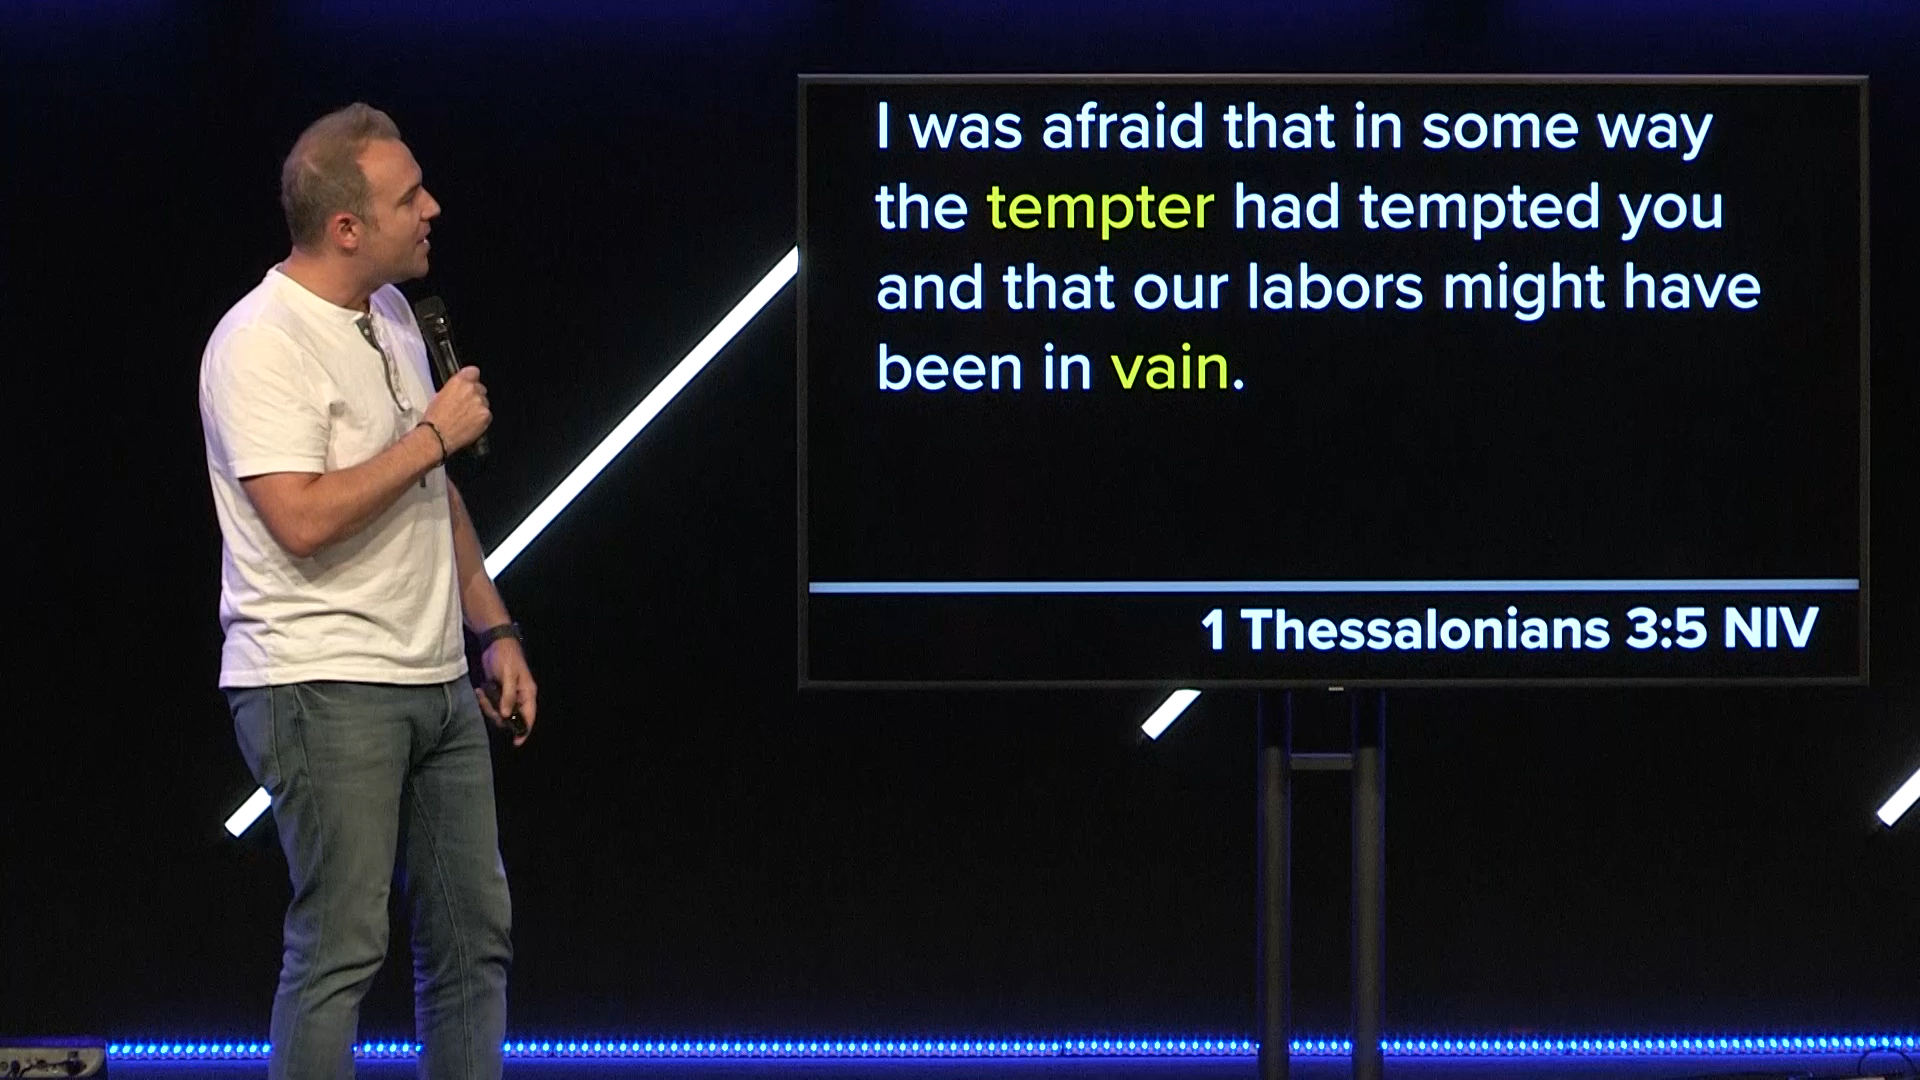 I was afraid that in some way
the tempter had tempted you
and that our labors might have
been in vain.
1 Thessalonians 3:5 NIV